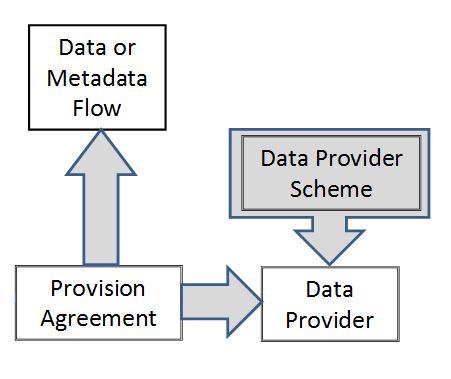 Data or
Metadata
Flow
Data Provider
Scheme
Provision
Agreement
Data
Provider